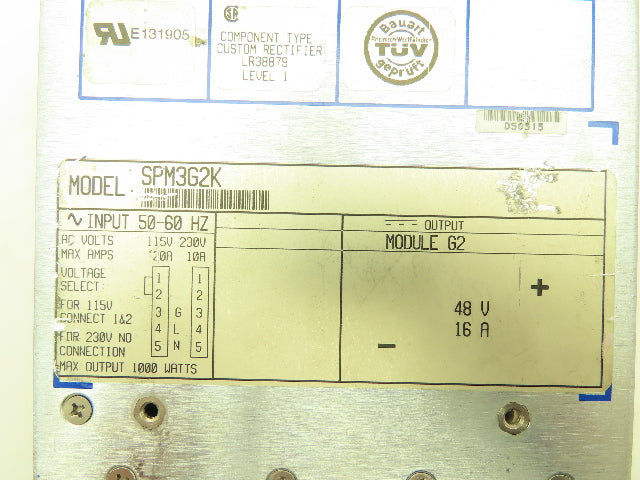 E131905
COMPONENT TYPE
CUSTOM RECTIFIER
LR38879
LEVEL 1
Bauart
TÜV
geprüft
DS0315
MODEL SPM3G2K
∿ INPUT 50-60 HZ
AC VOLTS 115V 230V
MAX AMPS 20A 10A
VOLTAGE
SELECT:
FOR 115V
CONNECT 1&2
FOR 230V NO
CONNECTION
1 1
2 2
3 G 3
4 L 4
5 N 5
MAX OUTPUT 1000 WATTS
OUTPUT
MODULE G2
+
48 V
16 A
−